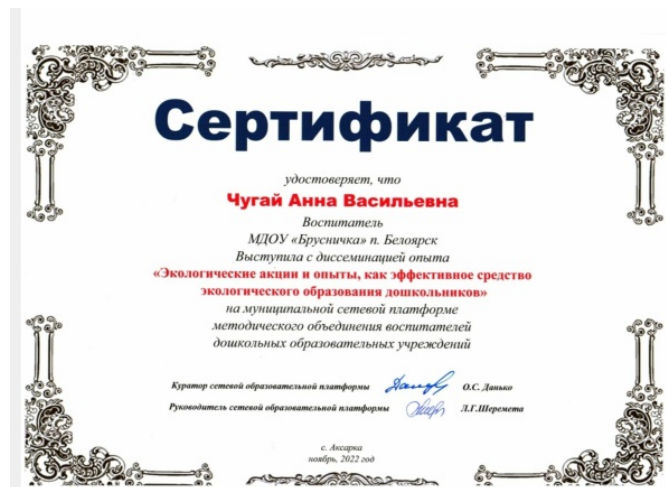 Сертификат
удостоверяет, что
Чугай Анна Васильевна
Воспитатель
МДОУ «Брусничка» п. Белоярск
Выступила с диссеминацией опыта
«Экологические акции и опыты, как эффективное средство
экологического образования дошкольников»
на муниципальной сетевой платформе
методического объединения воспитателей
дошкольных образовательных учреждений
Куратор сетевой образовательной платформы О.С. Данько
Руководитель сетевой образовательной платформы Л.Г.Шеремета
с. Аксарка
ноябрь, 2022 год